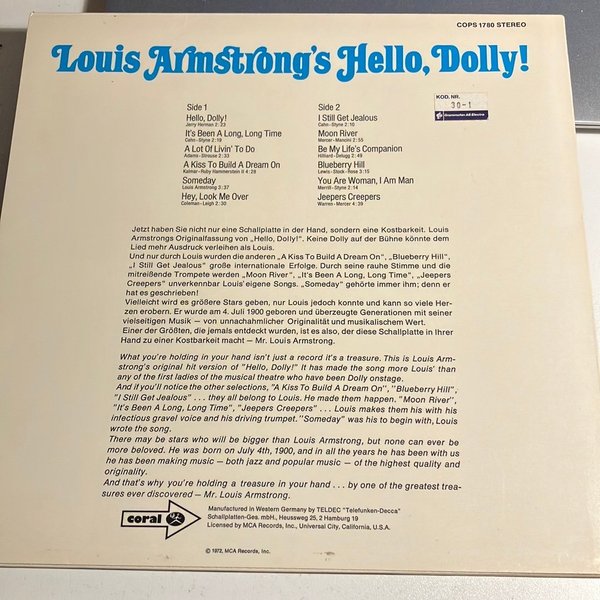 COPS 1780 STEREO
Louis Armstrong's Hello, Dolly!
KOD. NR.
30-1
Grammofon AB Electra
Side 1
Hello, Dolly!
Jerry Herman 2:33
It's Been A Long, Long Time
Cahn-Styne 2:19
A Lot Of Livin' To Do
Adams-Strouse 2:33
A Kiss To Build A Dream On
Kalmar-Ruby Hammerstein II 4:28
Someday
Louis Armstrong 3:37
Hey, Look Me Over
Coleman-Leigh 2:30
Side 2
I Still Get Jealous
Cahn-Styne 2:10
Moon River
Mercer-Mancini 2:55
Be My Life's Companion
Hilliard-Delugg 2:49
Blueberry Hill
Lewis-Stock-Rose 3:15
You Are Woman, I Am Man
Merrill-Styne 2:14
Jeepers Creepers
Warren-Mercer 4:39
Jetzt haben Sie nicht nur eine Schallplatte in der Hand, sondern eine Kostbarkeit. Louis
Armstrongs Originalfassung von „Hello, Dolly!". Keine Dolly auf der Bühne könnte dem
Lied mehr Ausdruck verleihen als Louis.
Und nur durch Louis wurden die anderen „A Kiss To Build A Dream On", „Blueberry Hill",
„I Still Get Jealous" große internationale Erfolge. Durch seine rauhe Stimme und die
mitreißende Trompete werden „Moon River", „It's Been A Long, Long Time", „Jeepers
Creepers" unverkennbar Louis' eigene Songs. „Someday" gehörte immer ihm; denn er
hat es geschrieben!
Vielleicht wird es größere Stars geben, nur Louis jedoch konnte und kann so viele Her-
zen erobern. Er wurde am 4. Juli 1900 geboren und überzeugte Generationen mit seiner
vielseitigen Musik — von unnachahmlicher Originalität und musikalischem Wert.
Einer der Größten, die jemals entdeckt wurden, ist es also, der diese Schallplatte in Ihrer
Hand zu einer Kostbarkeit macht — Mr. Louis Armstrong.
What you're holding in your hand isn't just a record it's a treasure. This is Louis Arm-
strong's original hit version of "Hello, Dolly!" It has made the song more Louis' than
any of the first ladies of the musical theatre who have been Dolly onstage.
And if you'll notice the other selections, "A Kiss To Build A Dream On", "Blueberry Hill",
"I Still Get Jealous" . . . they all belong to Louis. He made them happen. "Moon River",
"It's Been A Long, Long Time", "Jeepers Creepers" . . . Louis makes them his with his
infectious gravel voice and his driving trumpet. "Someday" was his to begin with, Louis
wrote the song.
There may be stars who will be bigger than Louis Armstrong, but none can ever be
more beloved. He was born on July 4th, 1900, and in all the years he has been with us
he has been making music — both jazz and popular music — of the highest quality and
originality.
And that's why you're holding a treasure in your hand . . . by one of the greatest trea-
sures ever discovered — Mr. Louis Armstrong.
coral
Manufactured in Western Germany by TELDEC "Telefunken-Decca"
Schallplatten-Ges. mbH., Heussweg 25, 2 Hamburg 19
Licensed by MCA Records, Inc., Universal City, California, U.S.A.
© 1972, MCA Records, Inc.